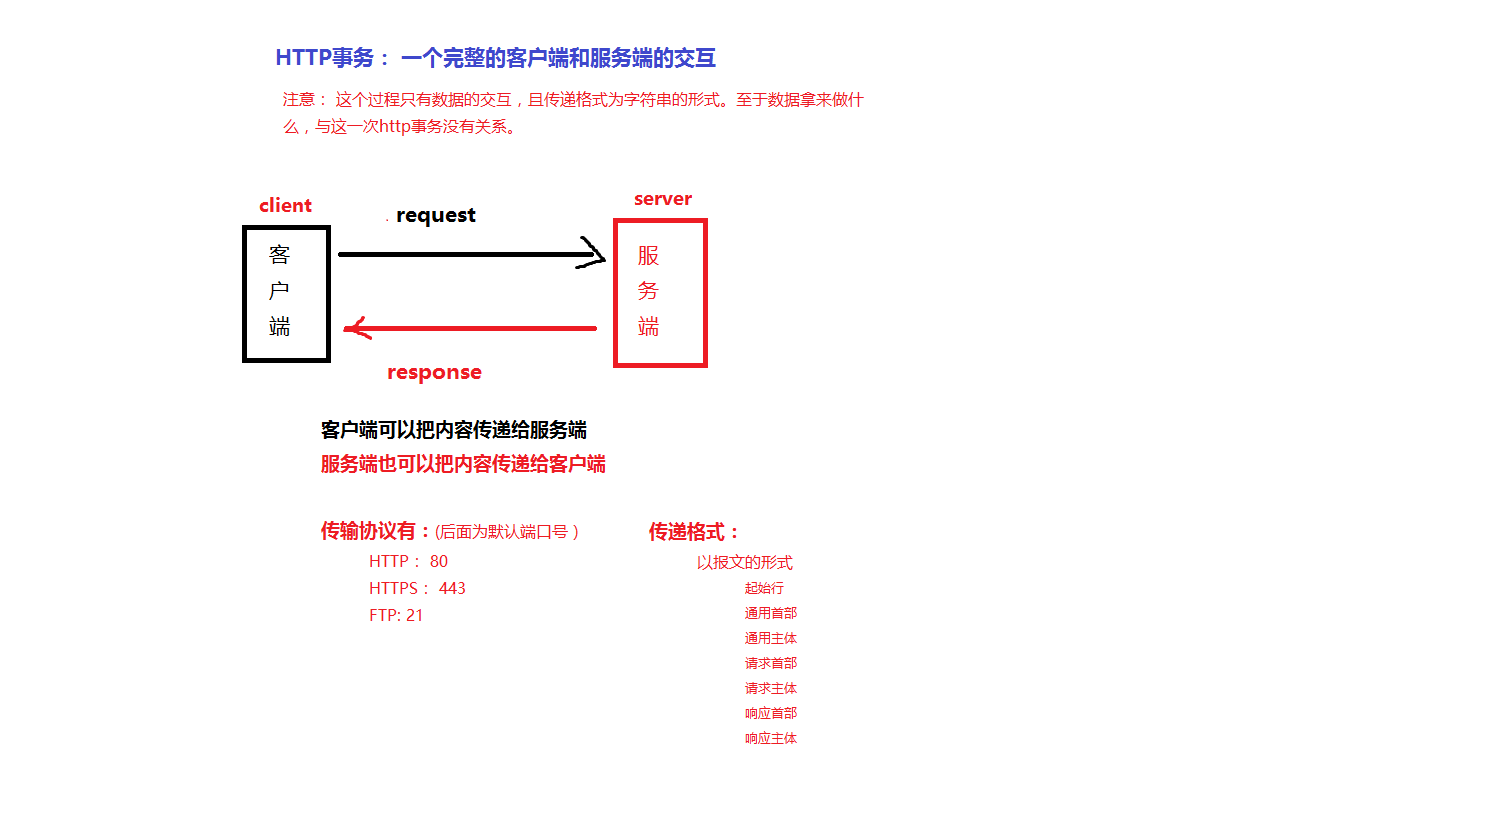 HTTP事务： 一个完整的客户端和服务端的交互
注意： 这个过程只有数据的交互，且传递格式为字符串的形式。至于数据拿来做什
么，与这一次http事务没有关系。
client
request
server
客
户
端
服
务
端
response
客户端可以把内容传递给服务端
服务端也可以把内容传递给客户端
传输协议有：(后面为默认端口号）
HTTP： 80
HTTPS： 443
FTP: 21
传递格式：
以报文的形式
起始行
通用首部
通用主体
请求首部
请求主体
响应首部
响应主体